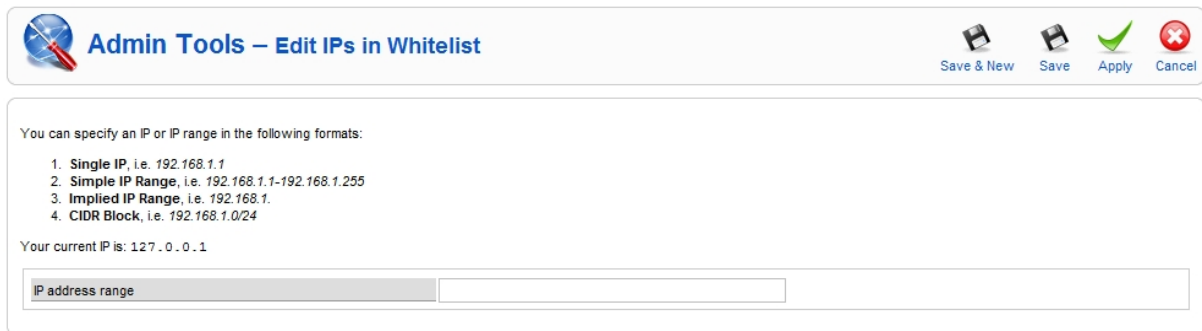 Admin Tools – Edit IPs in Whitelist
Save & New Save Apply Cancel
You can specify an IP or IP range in the following formats:
1. Single IP, i.e. 192.168.1.1
2. Simple IP Range, i.e. 192.168.1.1-192.168.1.255
3. Implied IP Range, i.e. 192.168.1.
4. CIDR Block, i.e. 192.168.1.0/24
Your current IP is: 127.0.0.1
IP address range